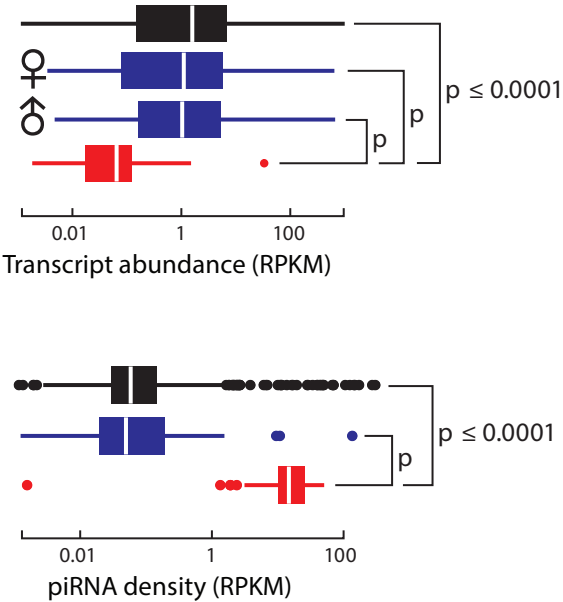 ♀
♂
p ≤ 0.0001
p
p
0.01 1 100
Transcript abundance (RPKM)
p ≤ 0.0001
p
0.01 1 100
piRNA density (RPKM)